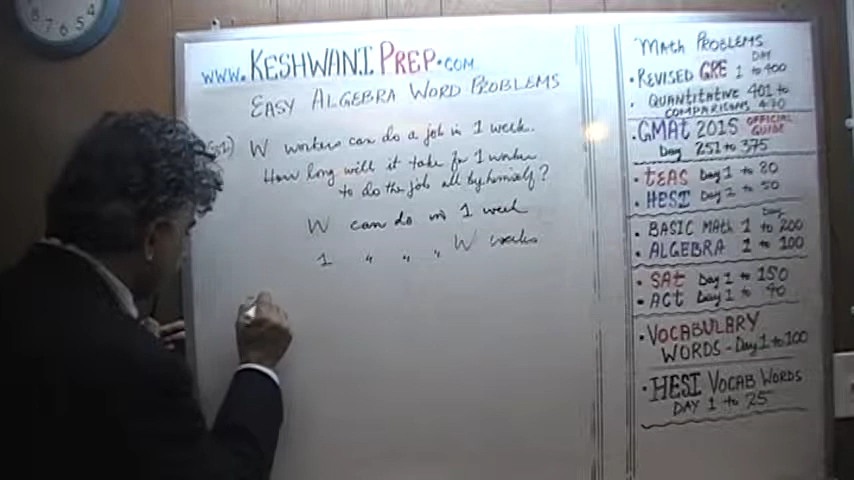 www.KESHWANIPREP.COM
EASY ALGEBRA WORD PROBLEMS
W workers can do a job in 1 week.
How long will it take for 1 worker
to do the job all by himself?
W can do in 1 week
1 " " " W weeks
MATH PROBLEMS
DAY
• REVISED GRE 1 to 400
• QUANTITATIVE 401 to
COMPARISONS 430
• GMAT 2015 OFFICIAL GUIDE
Day 251 to 375
• TEAS Day 1 to 80
• HESI Day 2 to 50
Day
• BASIC MATH 1 to 200
• ALGEBRA 1 to 100
• SAT Day 1 to 150
• ACT Day 1 to 90
• VOCABULARY
WORDS - Day 1 to 100
• HESI VOCAB WORDS
DAY 1 to 25